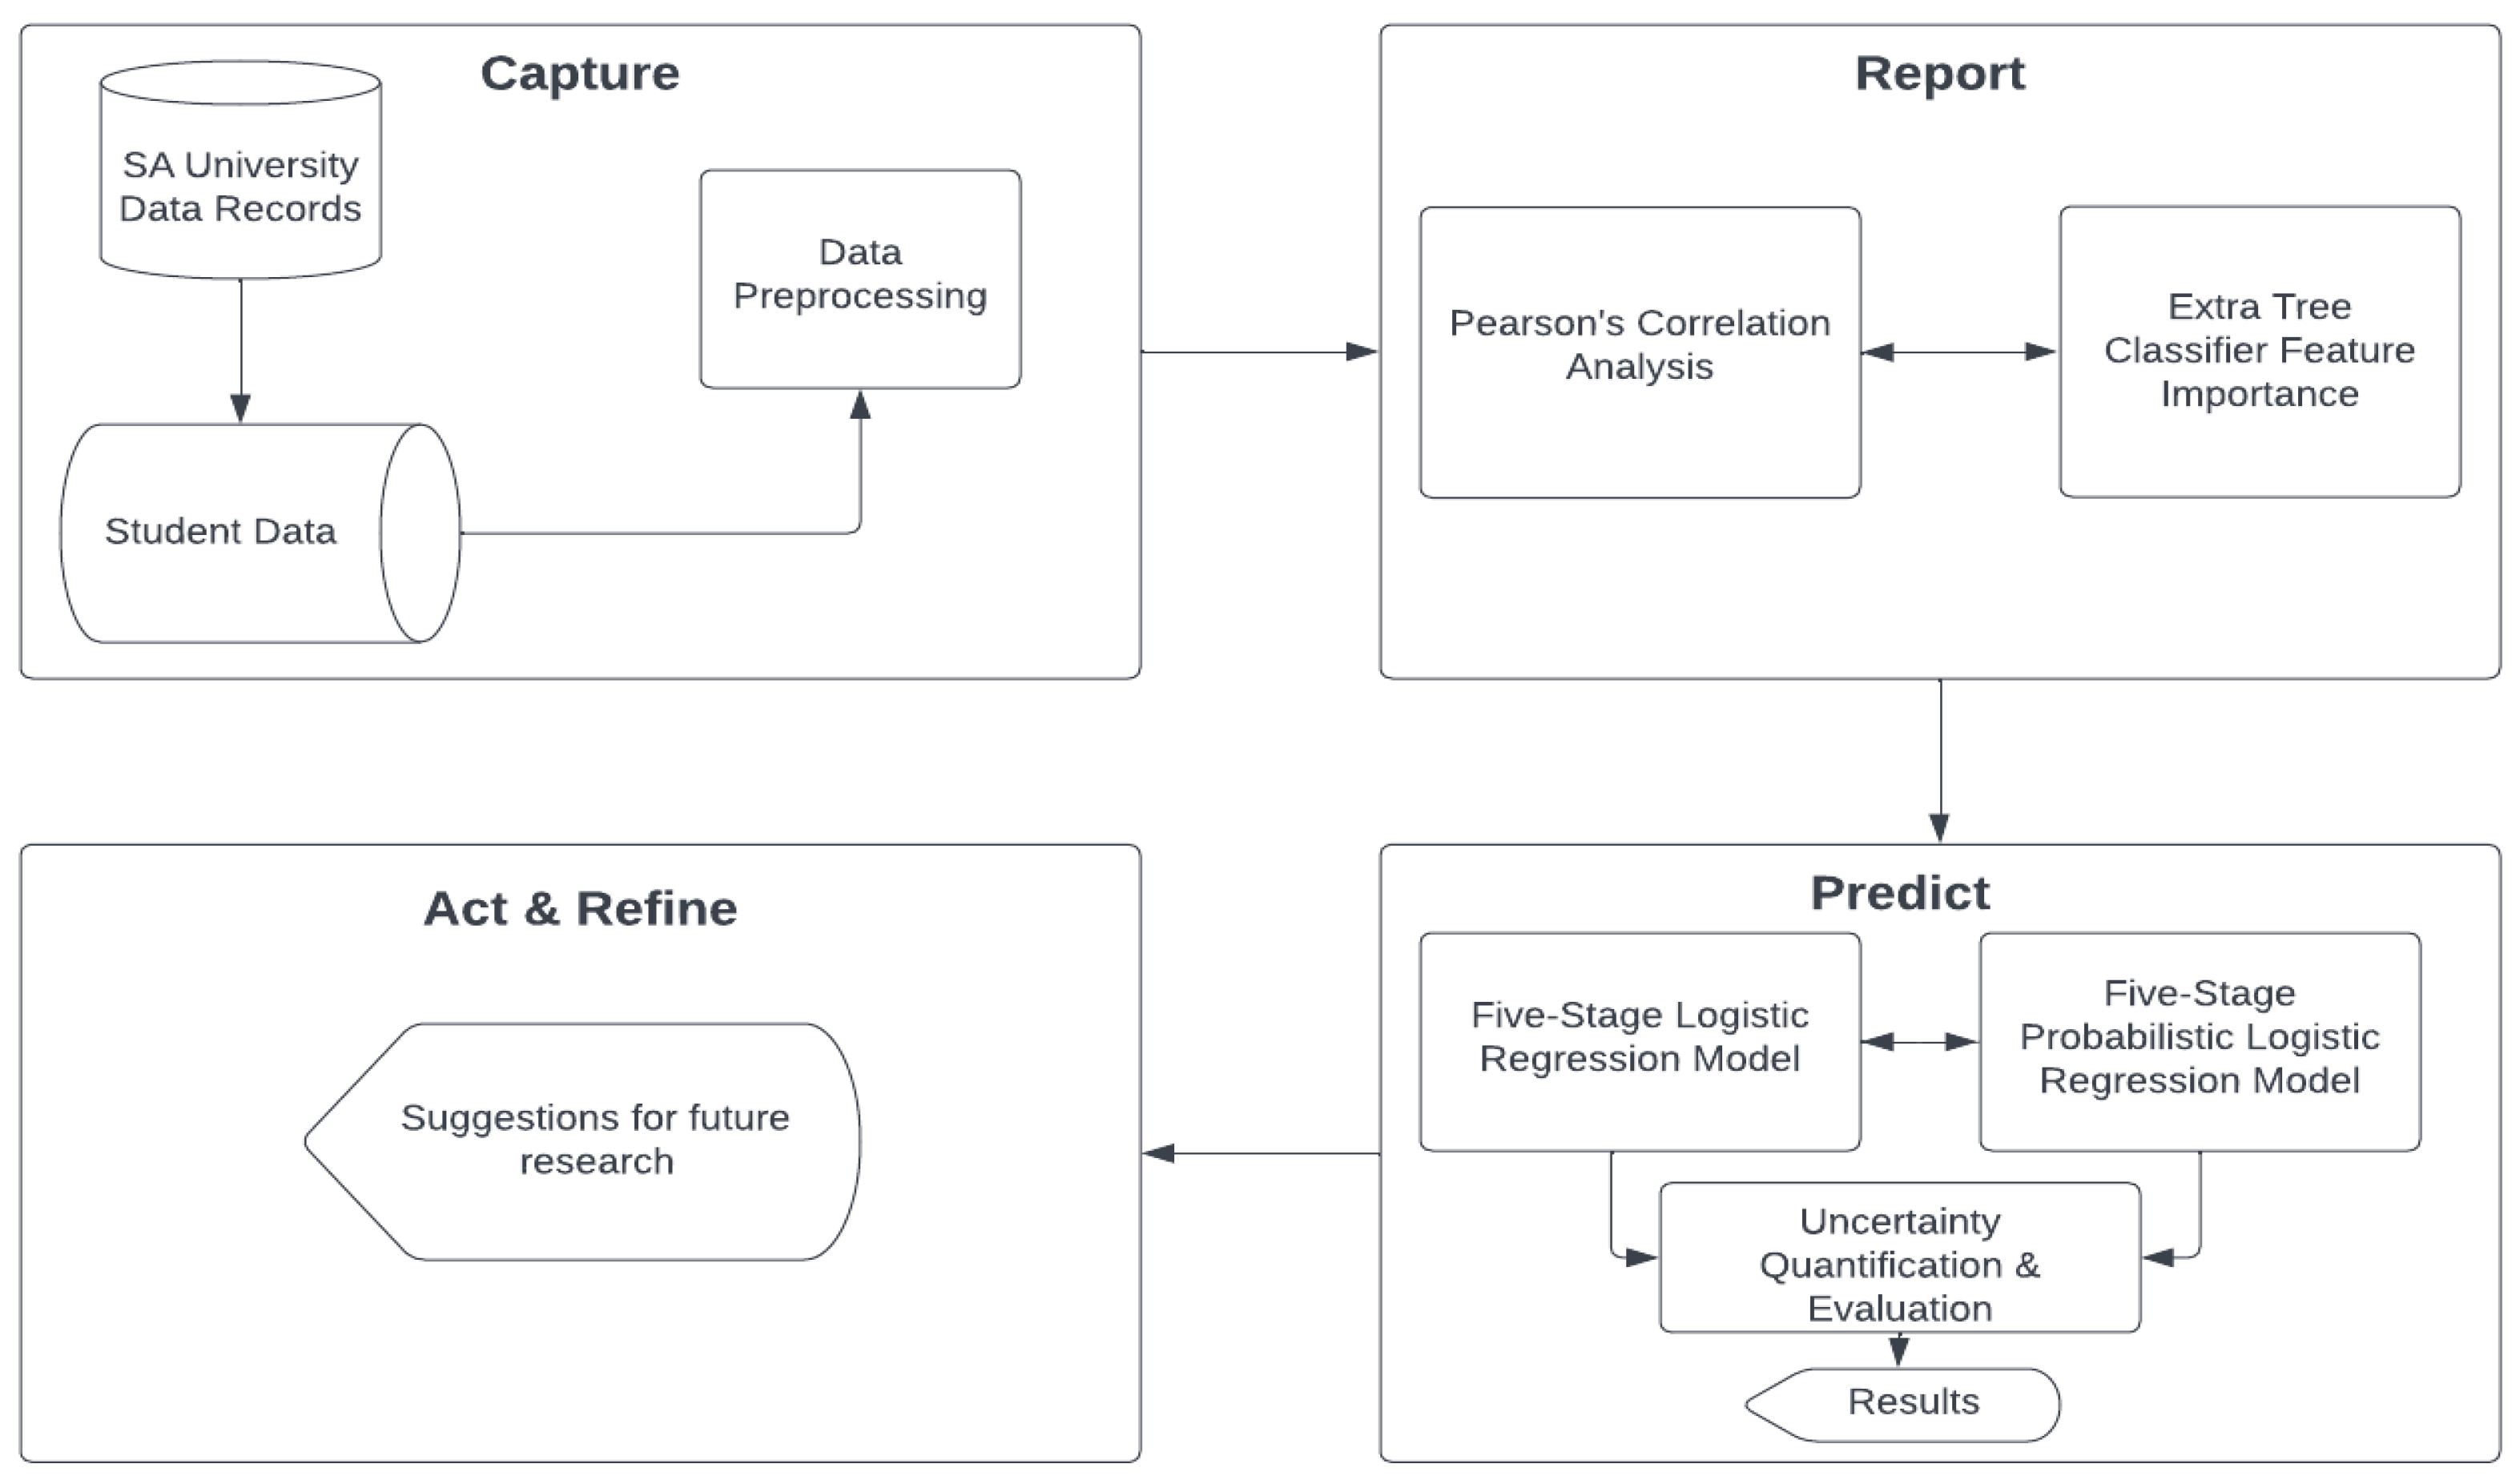 Capture
SA University
Data Records
Data
Preprocessing
Student Data
Report
Pearson's Correlation
Analysis
Extra Tree
Classifier Feature
Importance
Act & Refine
Suggestions for future
research
Predict
Five-Stage Logistic
Regression Model
Five-Stage
Probabilistic Logistic
Regression Model
Uncertainty
Quantification &
Evaluation
Results